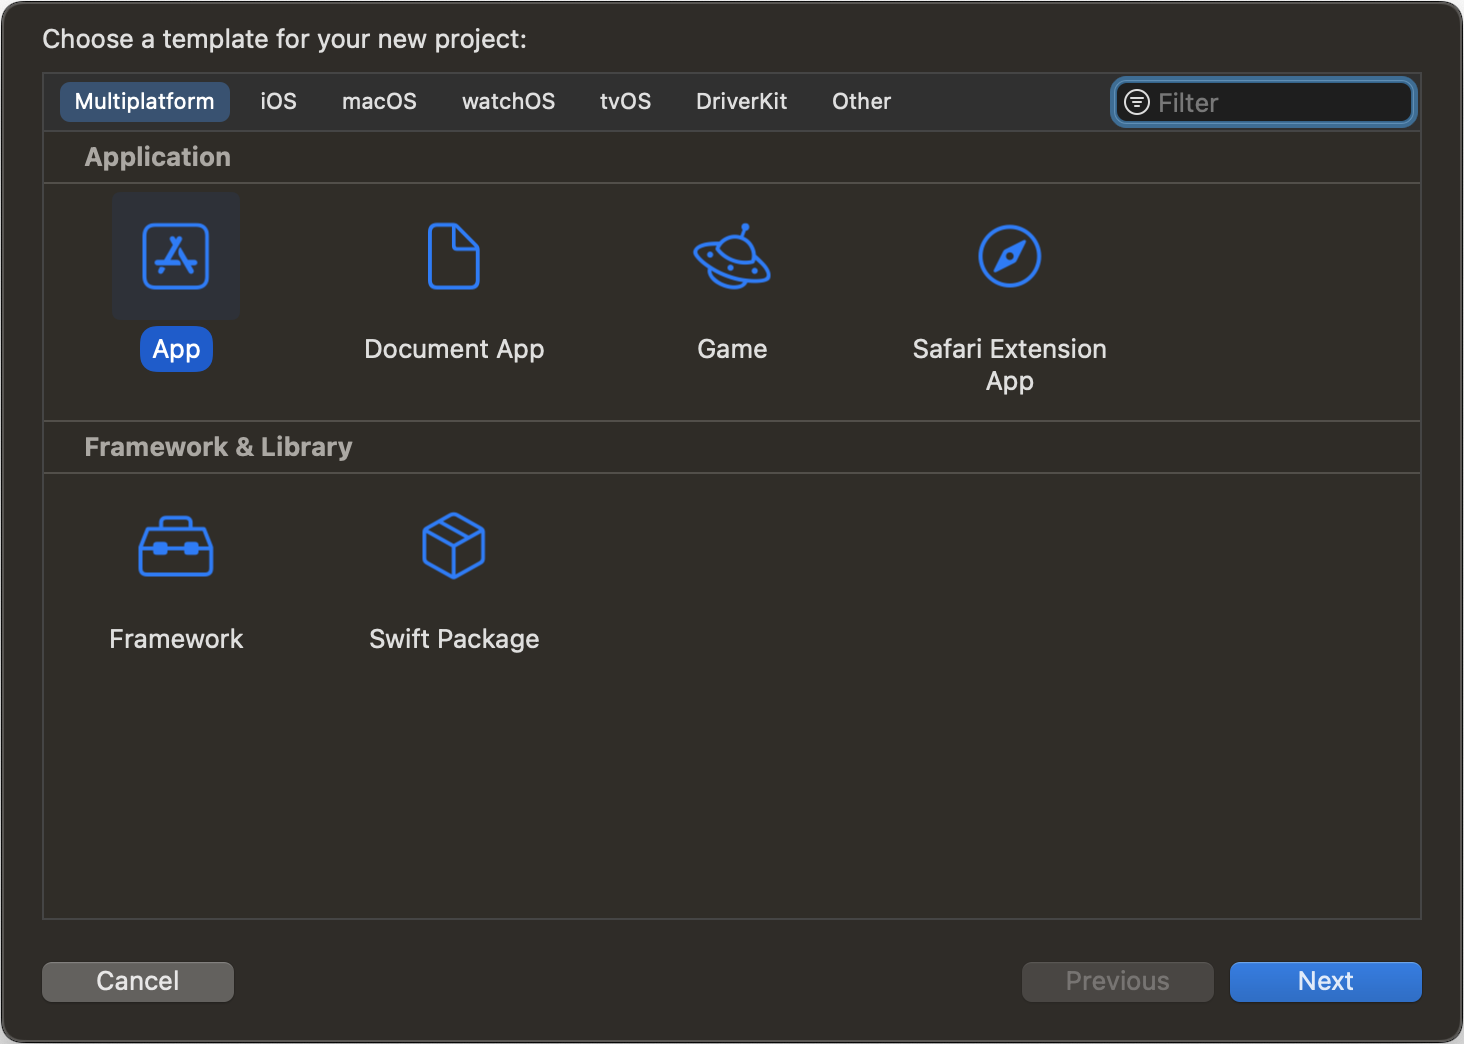 Choose a template for your new project:
Multiplatform iOS macOS watchOS tvOS DriverKit Other Filter
Application
App Document App Game Safari Extension
App
Framework & Library
Framework Swift Package
Cancel Previous Next